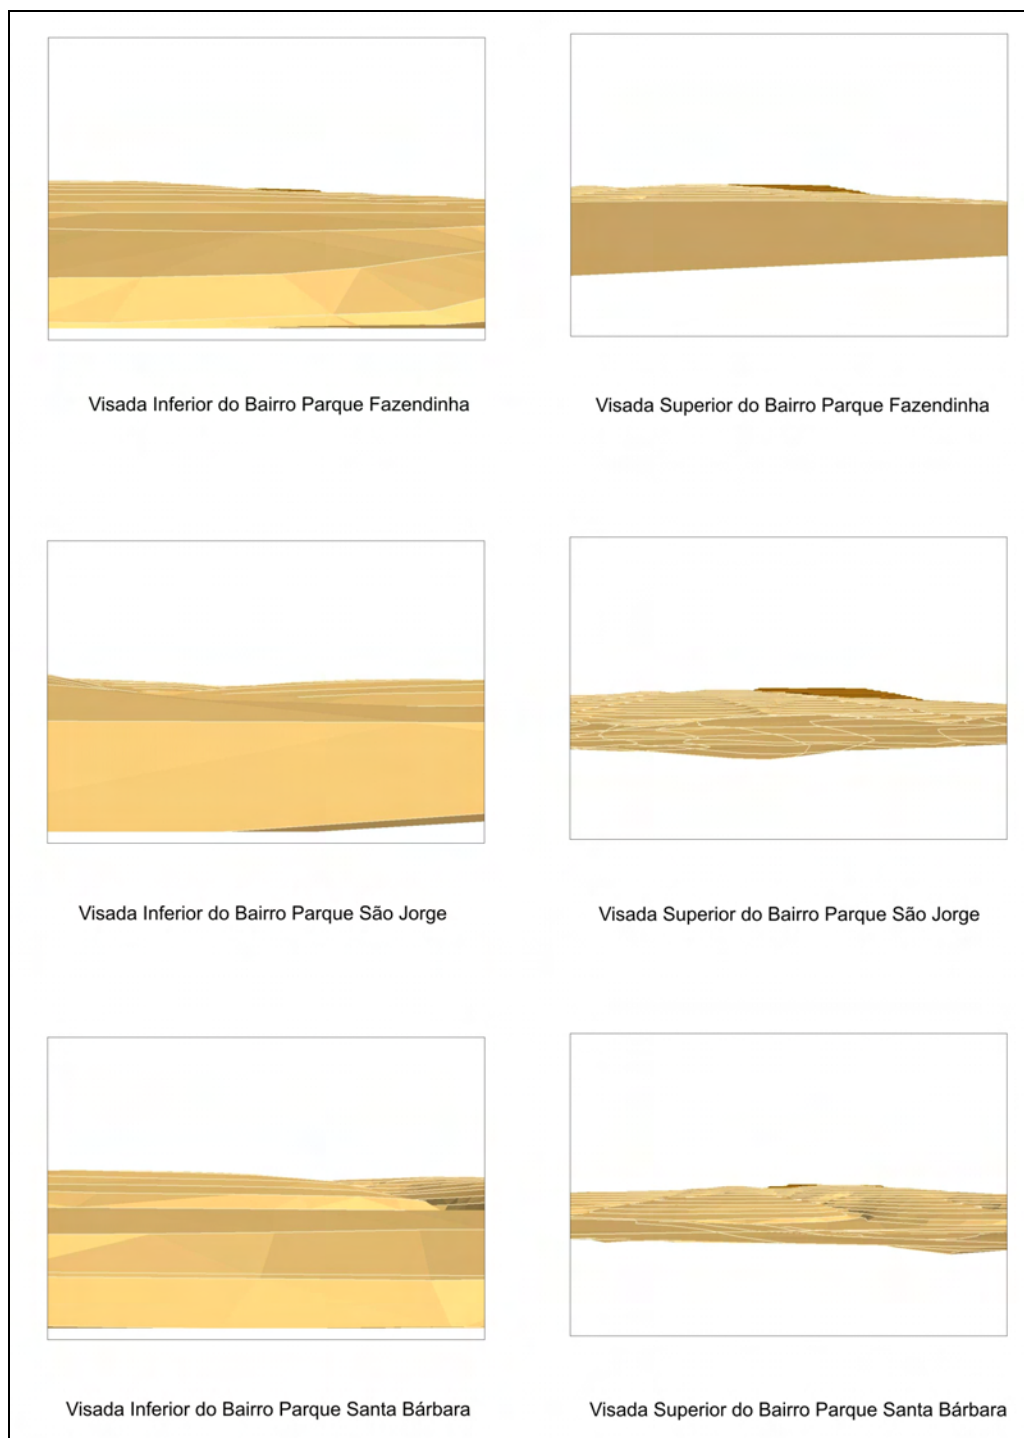 Visada Inferior do Bairro Parque Fazendinha
Visada Superior do Bairro Parque Fazendinha
Visada Inferior do Bairro Parque São Jorge
Visada Superior do Bairro Parque São Jorge
Visada Inferior do Bairro Parque Santa Bárbara
Visada Superior do Bairro Parque Santa Bárbara